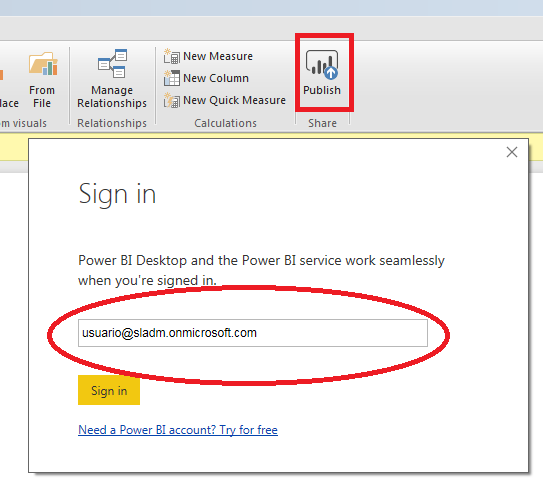 New Measure
New Column
New Quick Measure
From
File
Manage
Relationships
Publish
lace
m visuals
Relationships
Calculations
Share
Sign in
Power BI Desktop and the Power BI service work seamlessly
when you're signed in.
usuario@sladm.onmicrosoft.com
Sign in
Need a Power BI account? Try for free